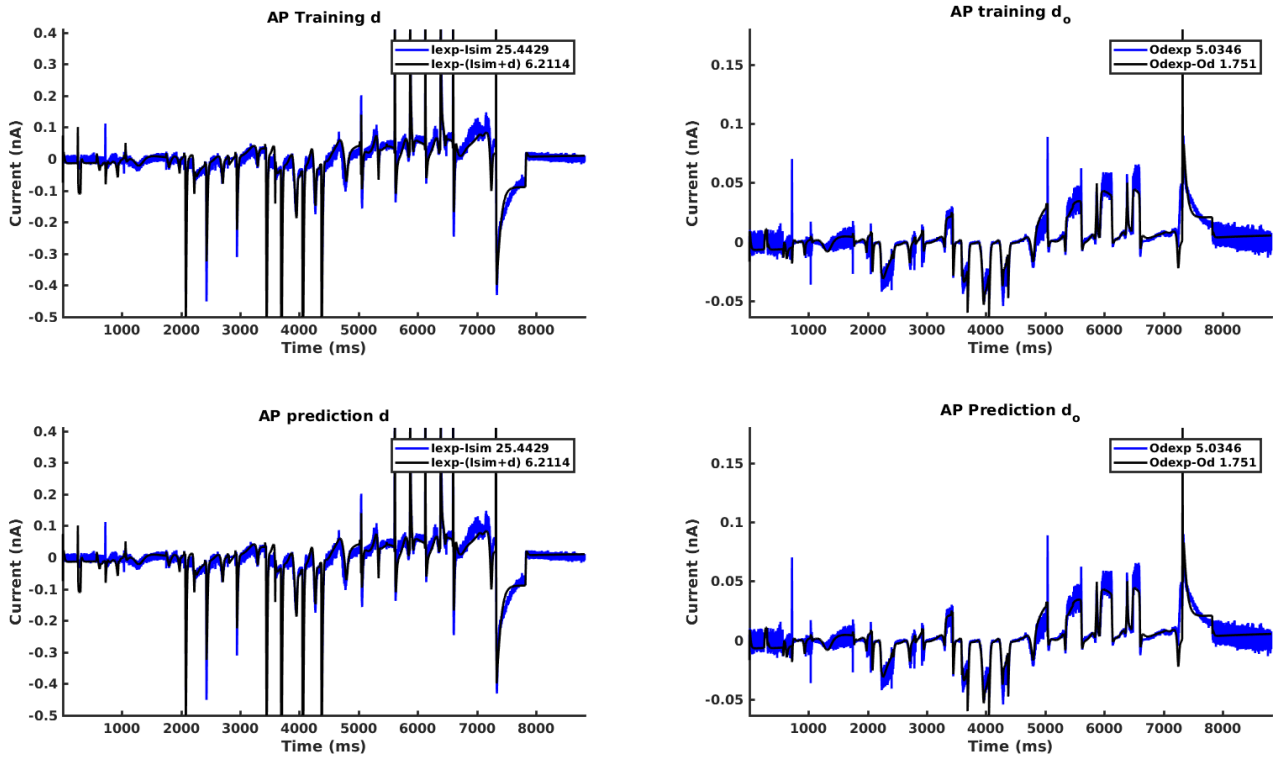 AP Training d
Current (nA)
0.4
0.3
0.2
0.1
0
-0.1
-0.2
-0.3
-0.4
-0.5
Iexp-Isim 25.4429
Iexp-(Isim+d) 6.2114
1000 2000 3000 4000 5000 6000 7000 8000
Time (ms)
AP training do
Current (nA)
0.15
0.1
0.05
0
-0.05
Odexp 5.0346
Odexp-Od 1.751
1000 2000 3000 4000 5000 6000 7000 8000
Time (ms)
AP prediction d
Current (nA)
0.4
0.3
0.2
0.1
0
-0.1
-0.2
-0.3
-0.4
-0.5
Iexp-Isim 25.4429
Iexp-(Isim+d) 6.2114
1000 2000 3000 4000 5000 6000 7000 8000
Time (ms)
AP Prediction do
Current (nA)
0.15
0.1
0.05
0
-0.05
Odexp 5.0346
Odexp-Od 1.751
1000 2000 3000 4000 5000 6000 7000 8000
Time (ms)